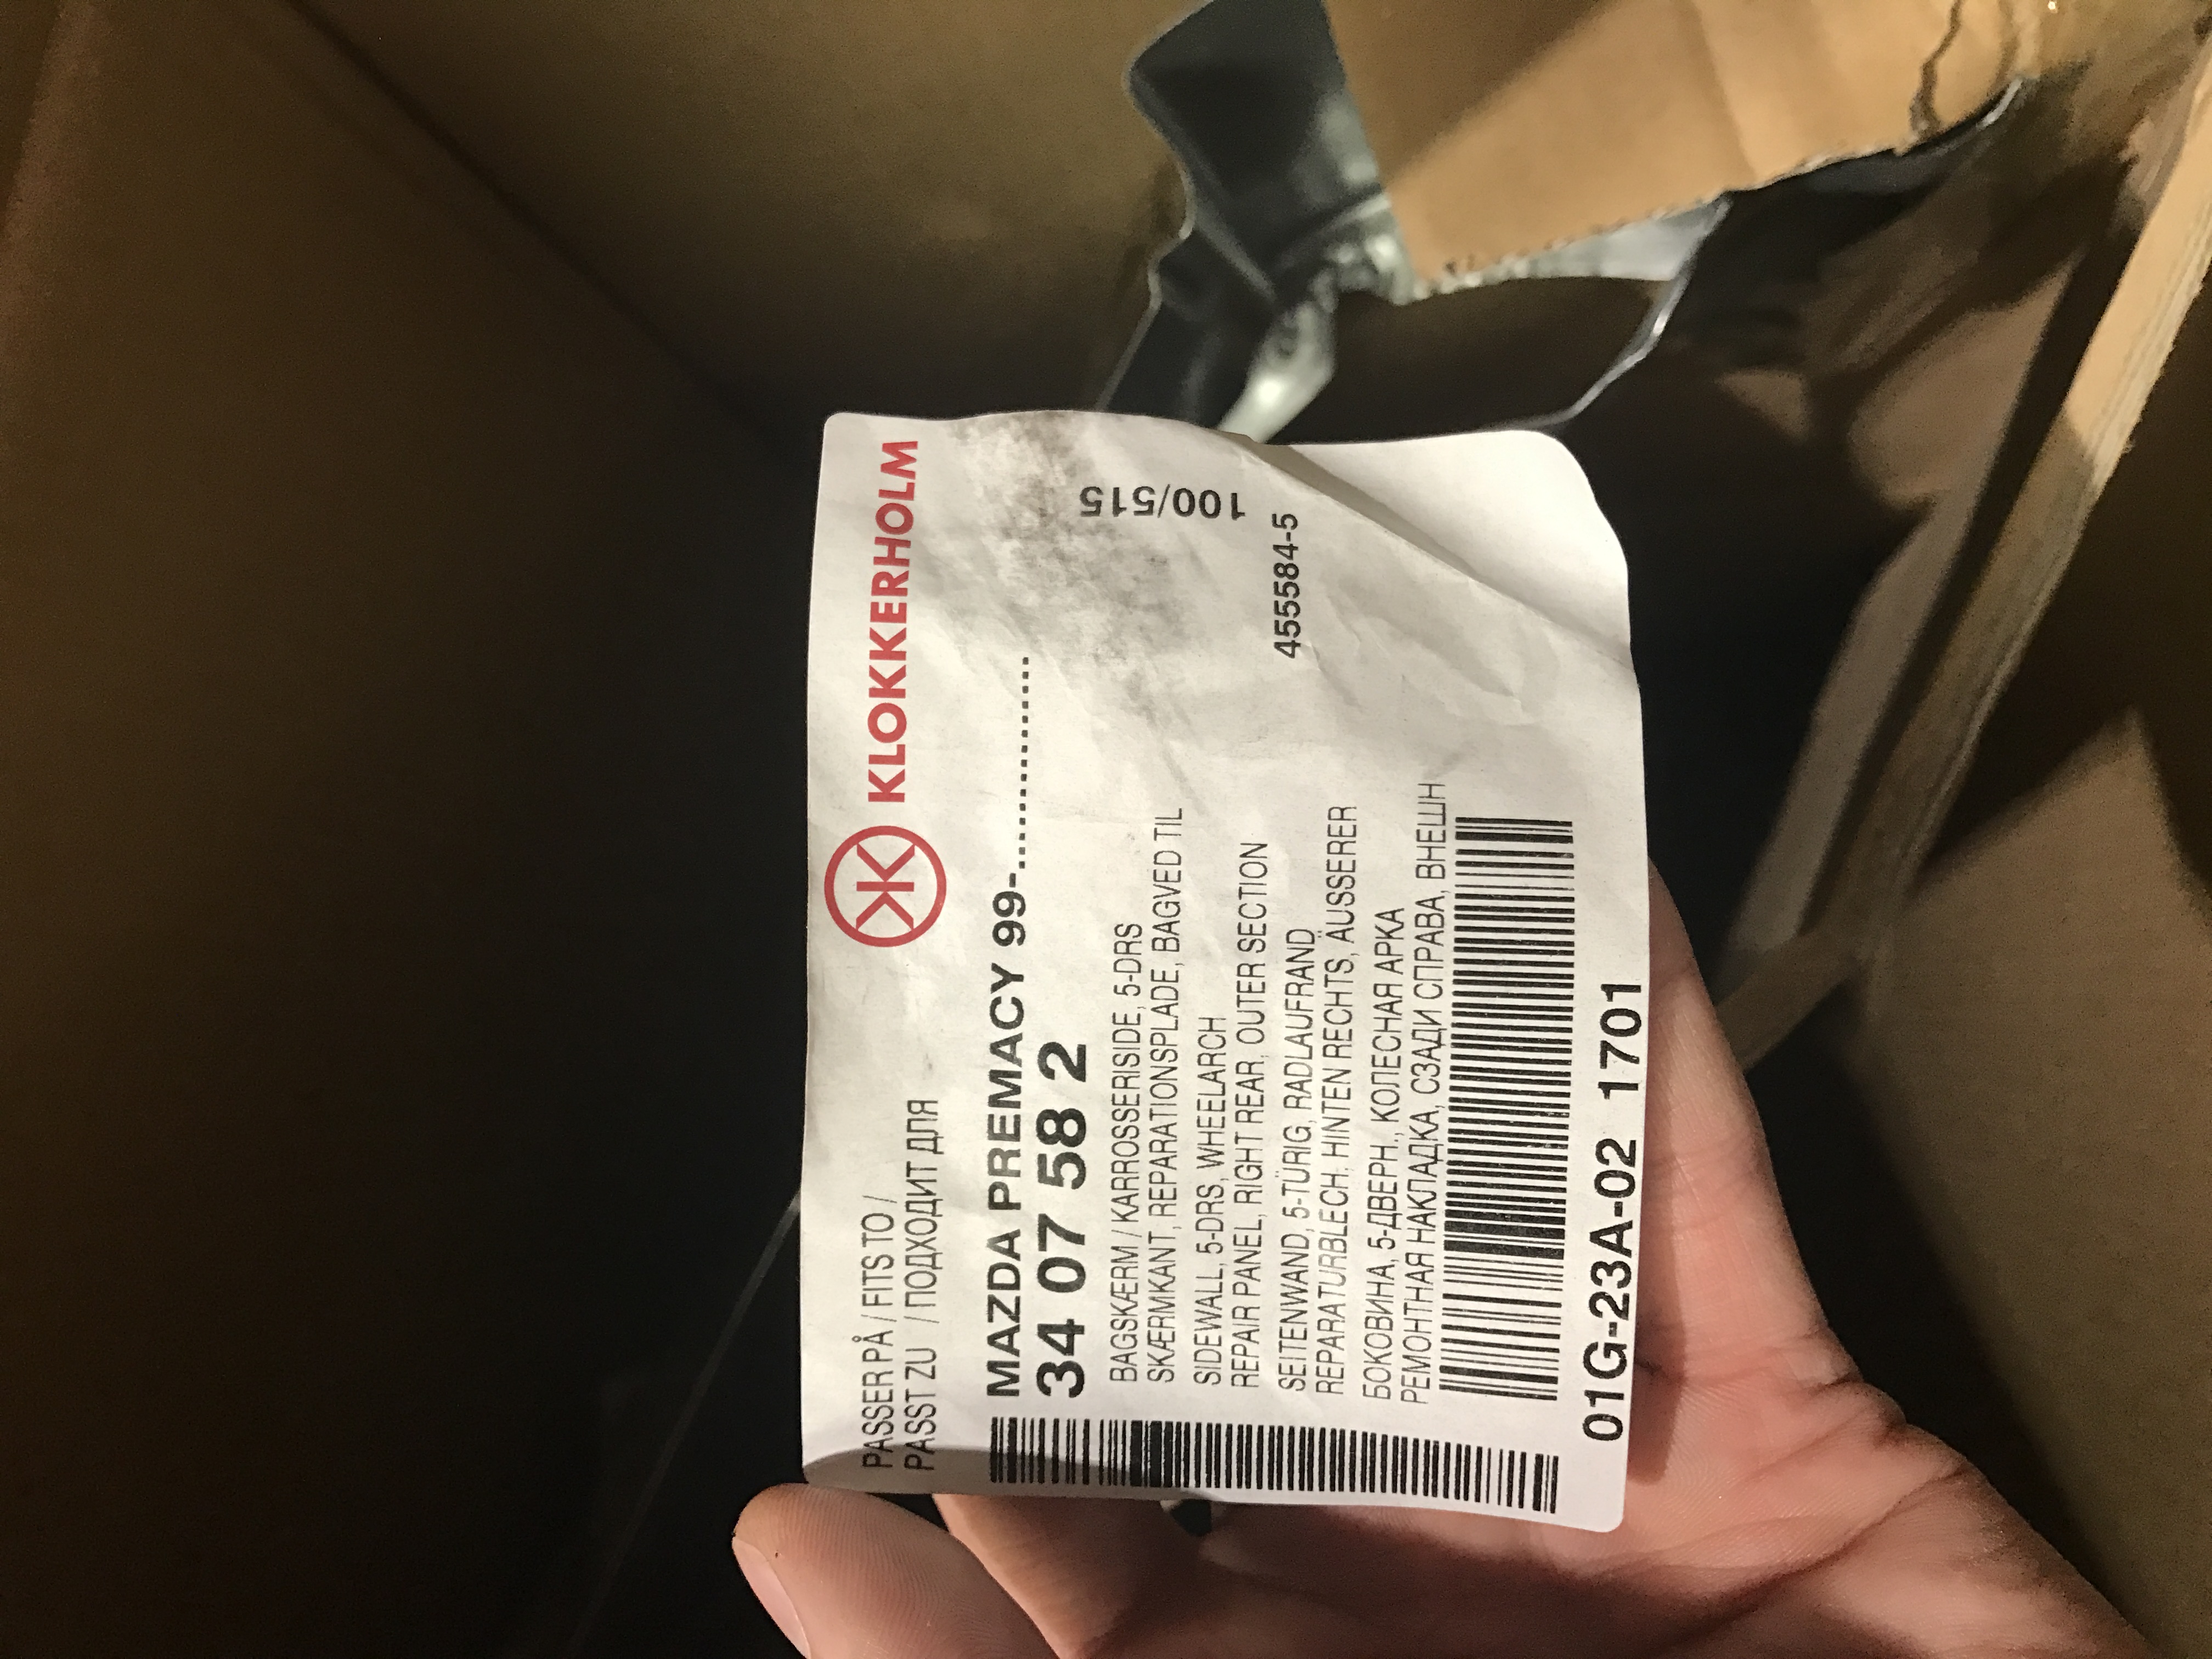 PASSER PÅ / FITS TO /
PASST ZU / ПОДХОДИТ ДЛЯ
KLOKKERHOLM
MAZDA PREMACY 99-................
34 07 58 2
BAGSKÆRM / KARROSSERISIDE, 5-DRS
SKÆRMKANT, REPARATIONSPLADE, BAGVED TIL
100/515
SIDEWALL, 5-DRS, WHEELARCH
REPAIR PANEL, RIGHT REAR, OUTER SECTION
455584-5
SEITENWAND, 5-TÜRIG, RADLAUFRAND
REPARATURBLECH, HINTEN RECHTS, ÄUSSERER
БОКОВИНА, 5-ДВЕРН., КОЛЕСНАЯ АРКА
РЕМОНТНАЯ НАКЛАДКА, СЗАДИ СПРАВА, ВНЕШН
01G-23A-02 1701